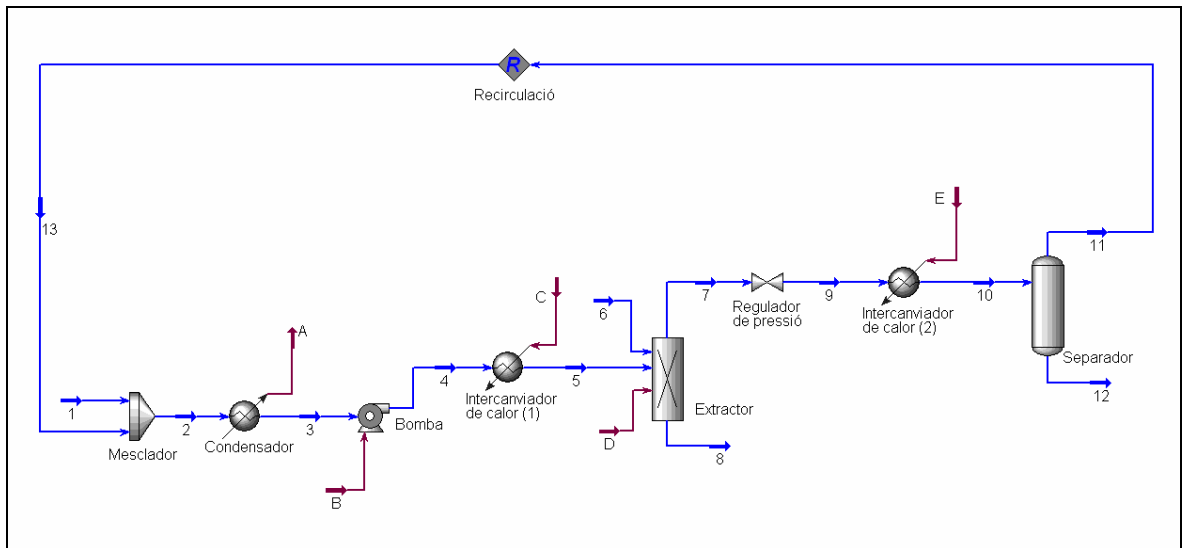 R
Recirculació
13
E
11
C
6
7
Regulador
de pressió
9
Intercanviador
de calor (2)
10
Separador
12
A
4
Intercanviador
de calor (1)
5
Extractor
D
8
1
Mesclador
2
Condensador
3
Bomba
B